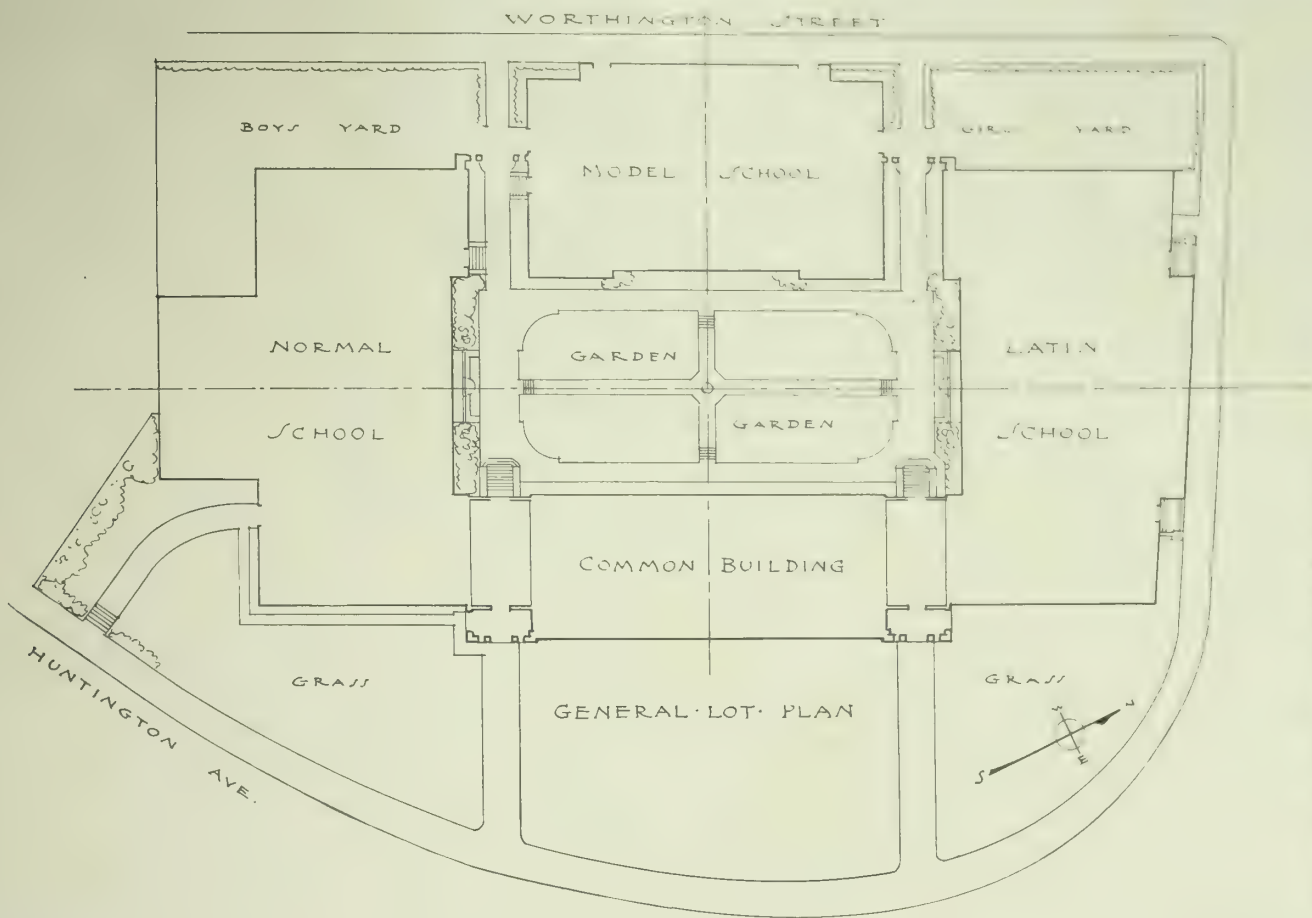 WORTHINGTON STREET
BOYS YARD
GIRLS YARD
MODEL SCHOOL
NORMAL
SCHOOL
GARDEN
GARDEN
LATIN
SCHOOL
COMMON BUILDING
GRASS
GRASS
GENERAL·LOT·PLAN
HUNTINGTON AVE.
S
E